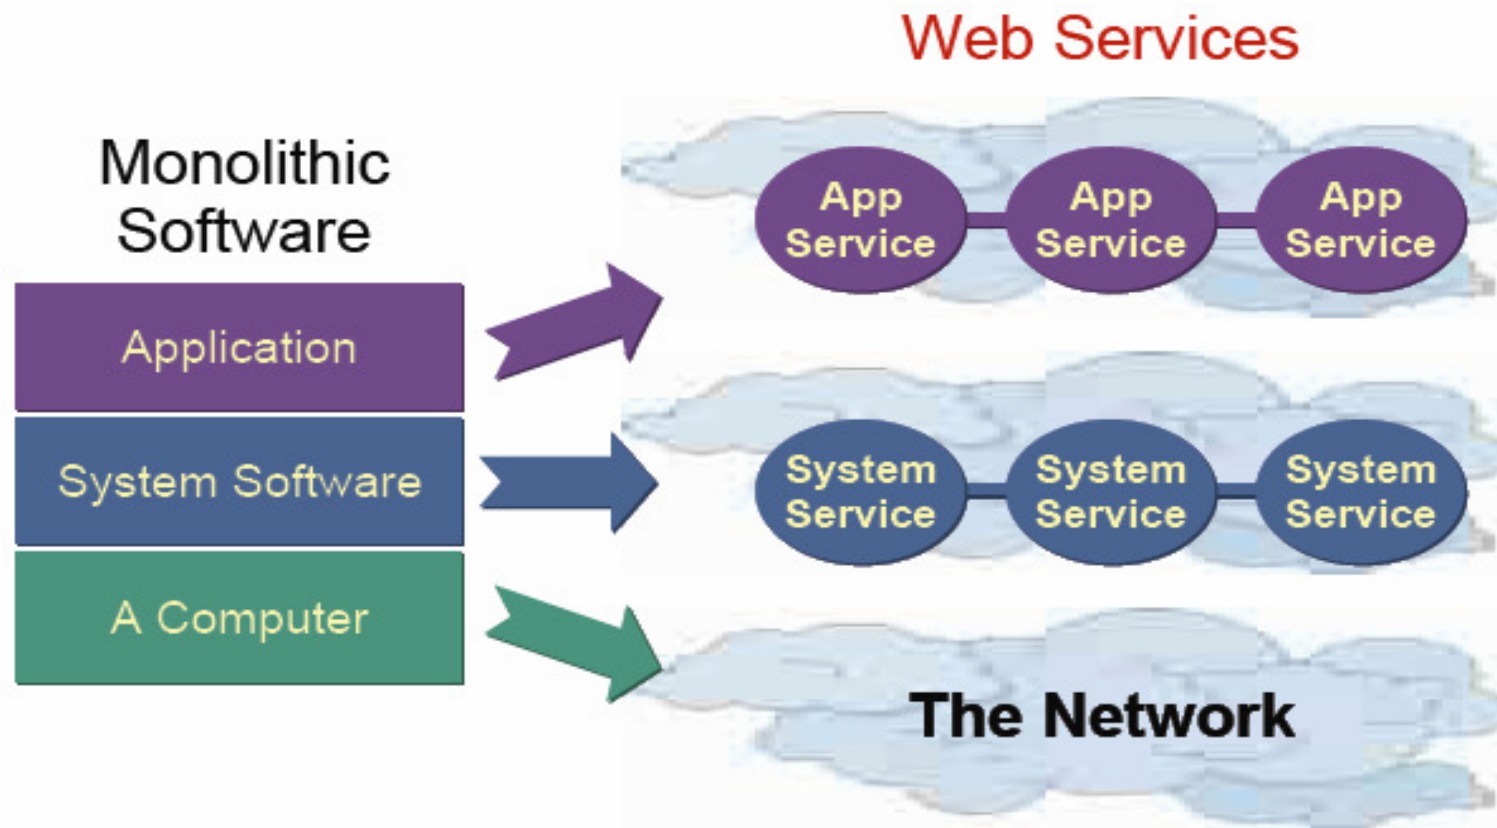 Web Services
Monolithic
Software
Application
System Software
A Computer
App
Service
App
Service
App
Service
System
Service
System
Service
System
Service
The Network